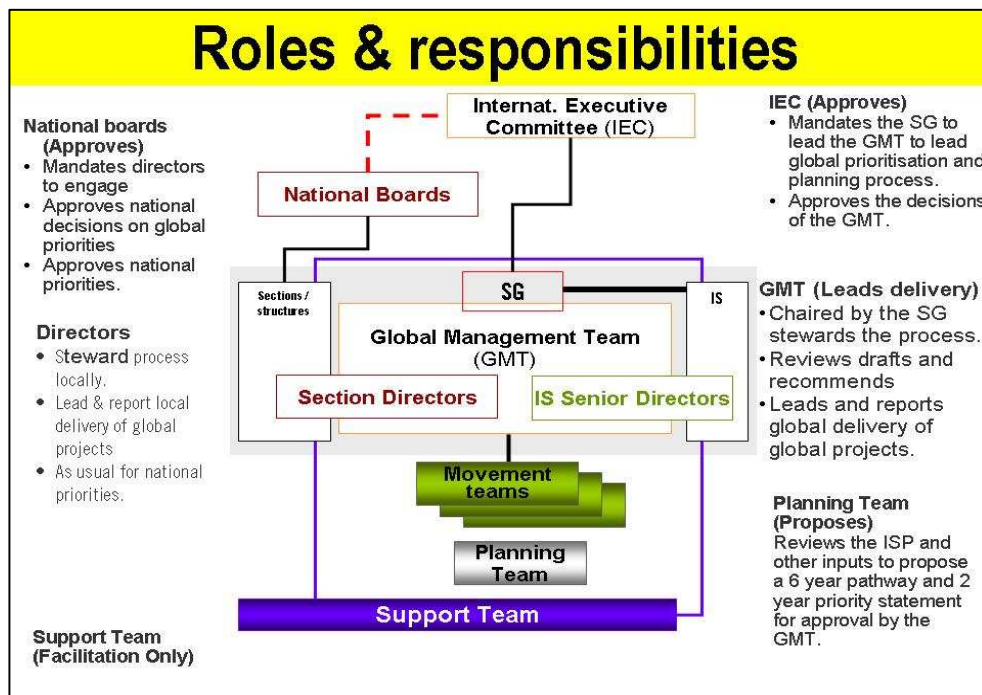 Roles & responsibilities
National boards
(Approves)
• Mandates directors
to engage
• Approves national
decisions on global
priorities
• Approves national
priorities.
Directors
• Steward process
locally.
• Lead & report local
delivery of global
projects
• As usual for national
priorities.
Support Team
(Facilitation Only)
Internat. Executive
Committee (IEC)
National Boards
Sections /
structures
SG
IS
Global Management Team
(GMT)
Section Directors
IS Senior Directors
Movement
teams
Planning
Team
Support Team
IEC (Approves)
• Mandates the SG to
lead the GMT to lead
global prioritisation and
planning process.
• Approves the decisions
of the GMT.
GMT (Leads delivery)
• Chaired by the SG
stewards the process.
• Reviews drafts and
recommends
• Leads and reports
global delivery of
global projects.
Planning Team
(Proposes)
Reviews the ISP and
other inputs to propose
a 6 year pathway and 2
year priority statement
for approval by the
GMT.